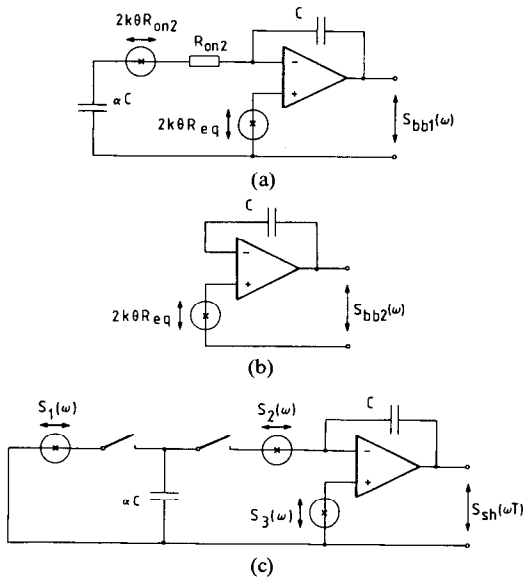 2kθR_on2
R_on2
C
αC
2kθR_eq
S_bb1(ω)
(a)
C
2kθR_eq
S_bb2(ω)
(b)
S_1(ω)
S_2(ω)
C
αC
S_3(ω)
S_sh(ωT)
(c)